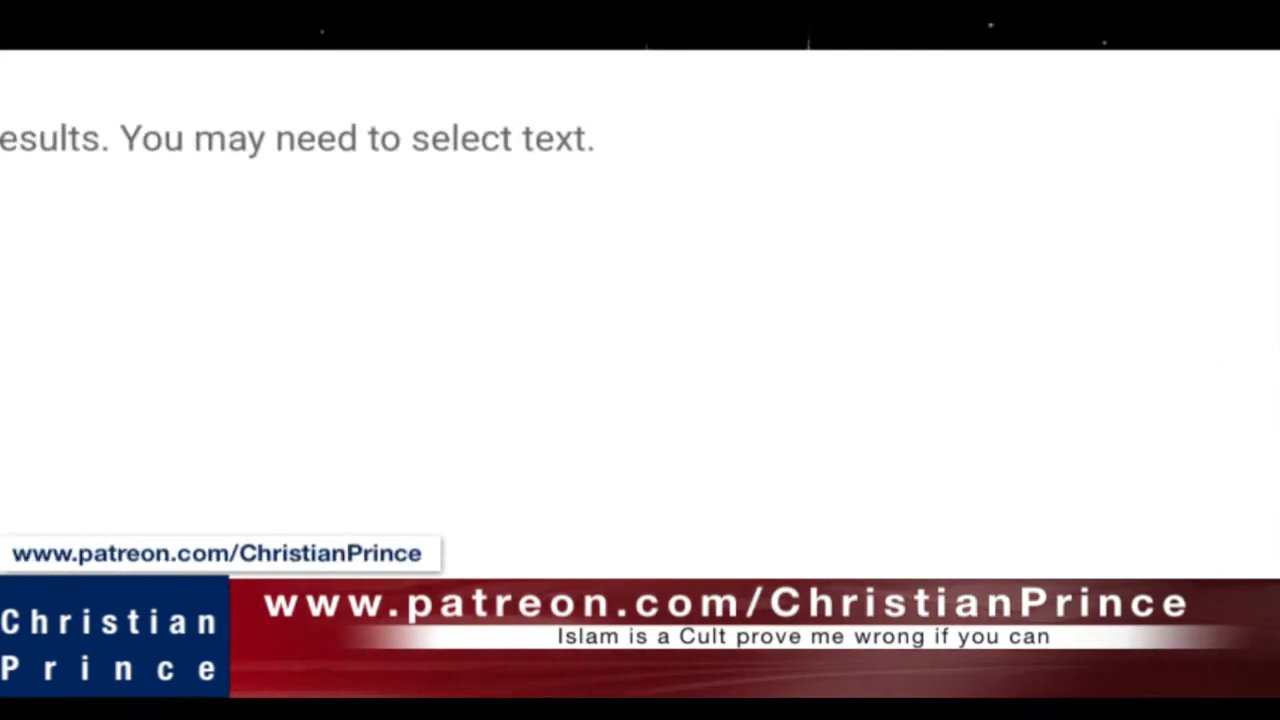 esults. You may need to select text.
www.patreon.com/ChristianPrince
www.patreon.com/ChristianPrince
Islam is a Cult prove me wrong if you can
Christian
Prince